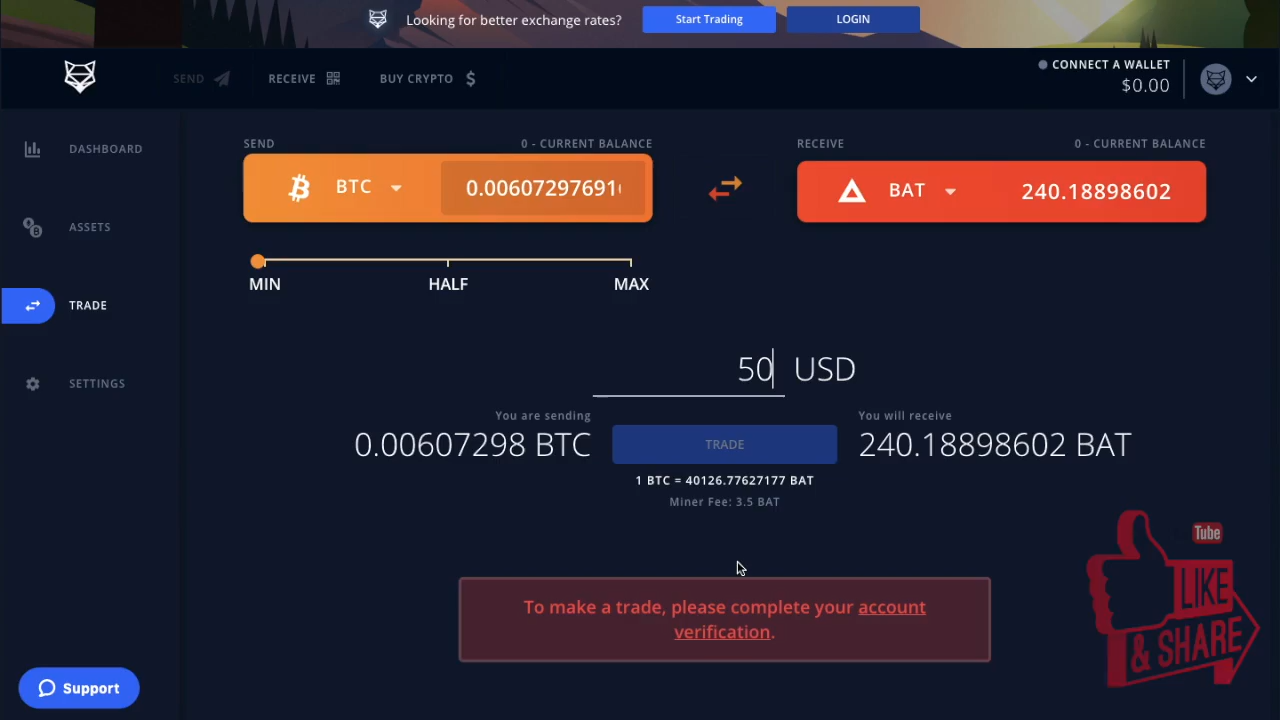 Looking for better exchange rates?
Start Trading
LOGIN
SEND
RECEIVE
BUY CRYPTO $
CONNECT A WALLET
$0.00
DASHBOARD
ASSETS
TRADE
SETTINGS
SEND
0 - CURRENT BALANCE
BTC
0.0060729769
RECEIVE
0 - CURRENT BALANCE
BAT
240.18898602
MIN
HALF
MAX
50 USD
You are sending
0.00607298 BTC
TRADE
You will receive
240.18898602 BAT
1 BTC = 40126.77627177 BAT
Miner Fee: 3.5 BAT
To make a trade, please complete your account
verification.
Tube
LIKE
& SHARE
Support